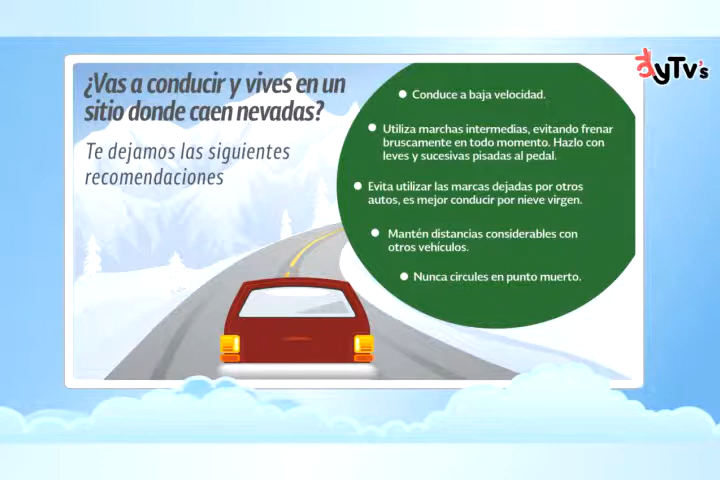 ¿Vas a conducir y vives en un
sitio donde caen nevadas?
Te dejamos las siguientes
recomendaciones
Conduce a baja velocidad.
Utiliza marchas intermedias, evitando frenar
bruscamente en todo momento. Hazlo con
leves y sucesivas pisadas al pedal.
Evita utilizar las marcas dejadas por otros
autos, es mejor conducir por nieve virgen.
Mantén distancias considerables con
otros vehículos.
Nunca circules en punto muerto.
ayTv's